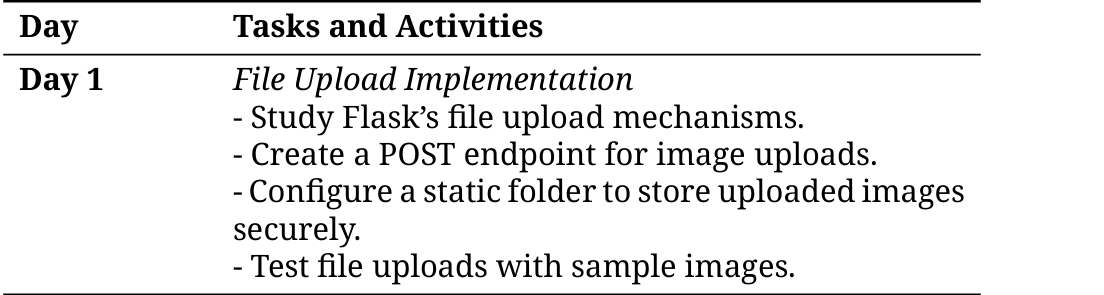 Day Tasks and Activities
Day 1 File Upload Implementation
- Study Flask’s file upload mechanisms.
- Create a POST endpoint for image uploads.
- Configure a static folder to store uploaded images
securely.
- Test file uploads with sample images.